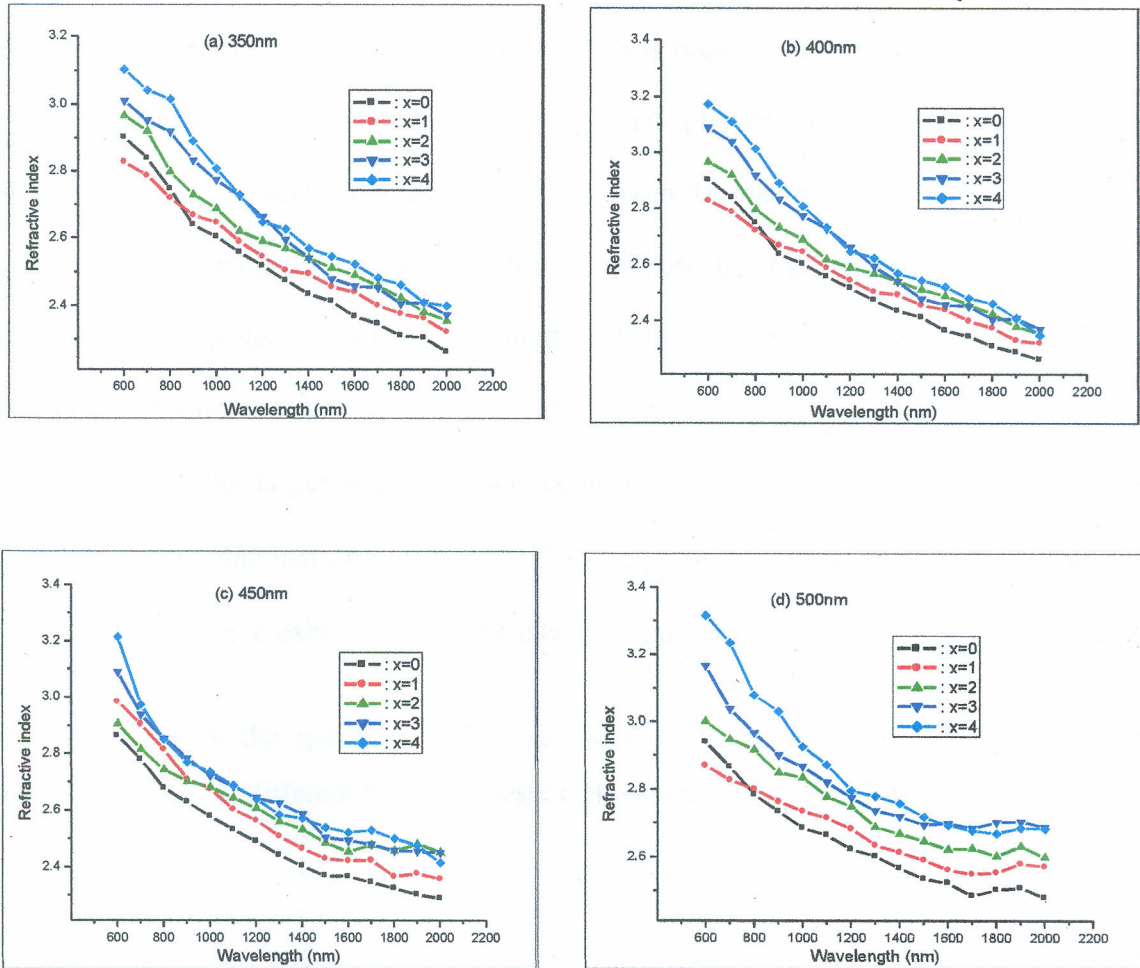 (a) 350nm
3.2
3.0
2.8
2.6
2.4
Refractive index
: x=0
: x=1
: x=2
: x=3
: x=4
600 800 1000 1200 1400 1600 1800 2000 2200
Wavelength (nm)
(b) 400nm
3.4
3.2
3.0
2.8
2.6
2.4
Refractive index
: x=0
: x=1
: x=2
: x=3
: x=4
600 800 1000 1200 1400 1600 1800 2000 2200
Wavelength (nm)
(c) 450nm
3.4
3.2
3.0
2.8
2.6
2.4
Refractive index
: x=0
: x=1
: x=2
: x=3
: x=4
600 800 1000 1200 1400 1600 1800 2000 2200
Wavelength (nm)
(d) 500nm
3.4
3.2
3.0
2.8
2.6
Refractive index
: x=0
: x=1
: x=2
: x=3
: x=4
600 800 1000 1200 1400 1600 1800 2000 2200
Wavelength (nm)